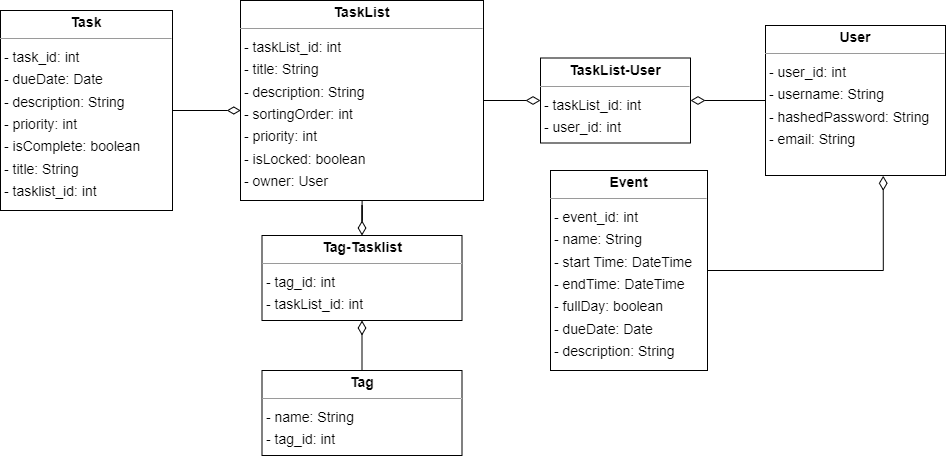 Task
- task_id: int
- dueDate: Date
- description: String
- priority: int
- isComplete: boolean
- title: String
- tasklist_id: int
TaskList
- taskList_id: int
- title: String
- description: String
- sortingOrder: int
- priority: int
- isLocked: boolean
- owner: User
TaskList-User
- taskList_id: int
- user_id: int
User
- user_id: int
- username: String
- hashedPassword: String
- email: String
Event
- event_id: int
- name: String
- start Time: DateTime
- endTime: DateTime
- fullDay: boolean
- dueDate: Date
- description: String
Tag-Tasklist
- tag_id: int
- taskList_id: int
Tag
- name: String
- tag_id: int